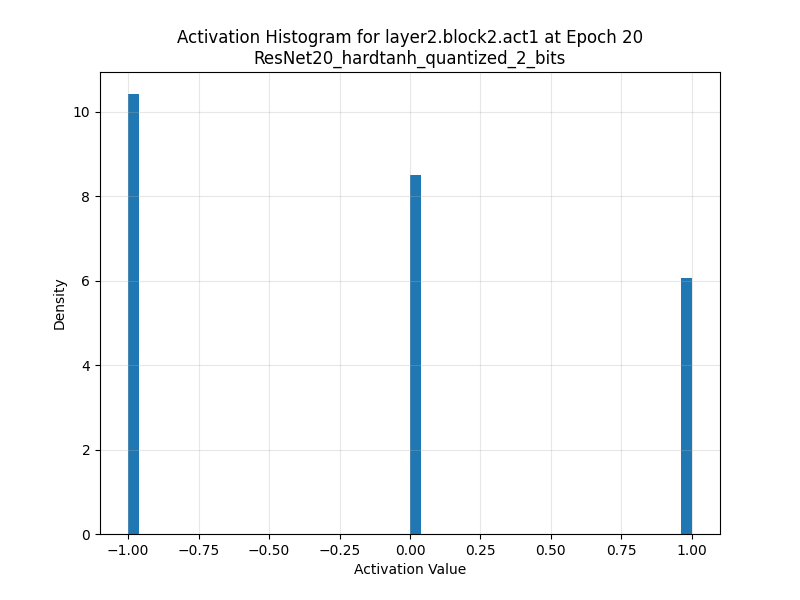 Activation Histogram for layer2.block2.act1 at Epoch 20
ResNet20_hardtanh_quantized_2_bits
Density
10
8
6
4
2
0
−1.00 −0.75 −0.50 −0.25 0.00 0.25 0.50 0.75 1.00
Activation Value